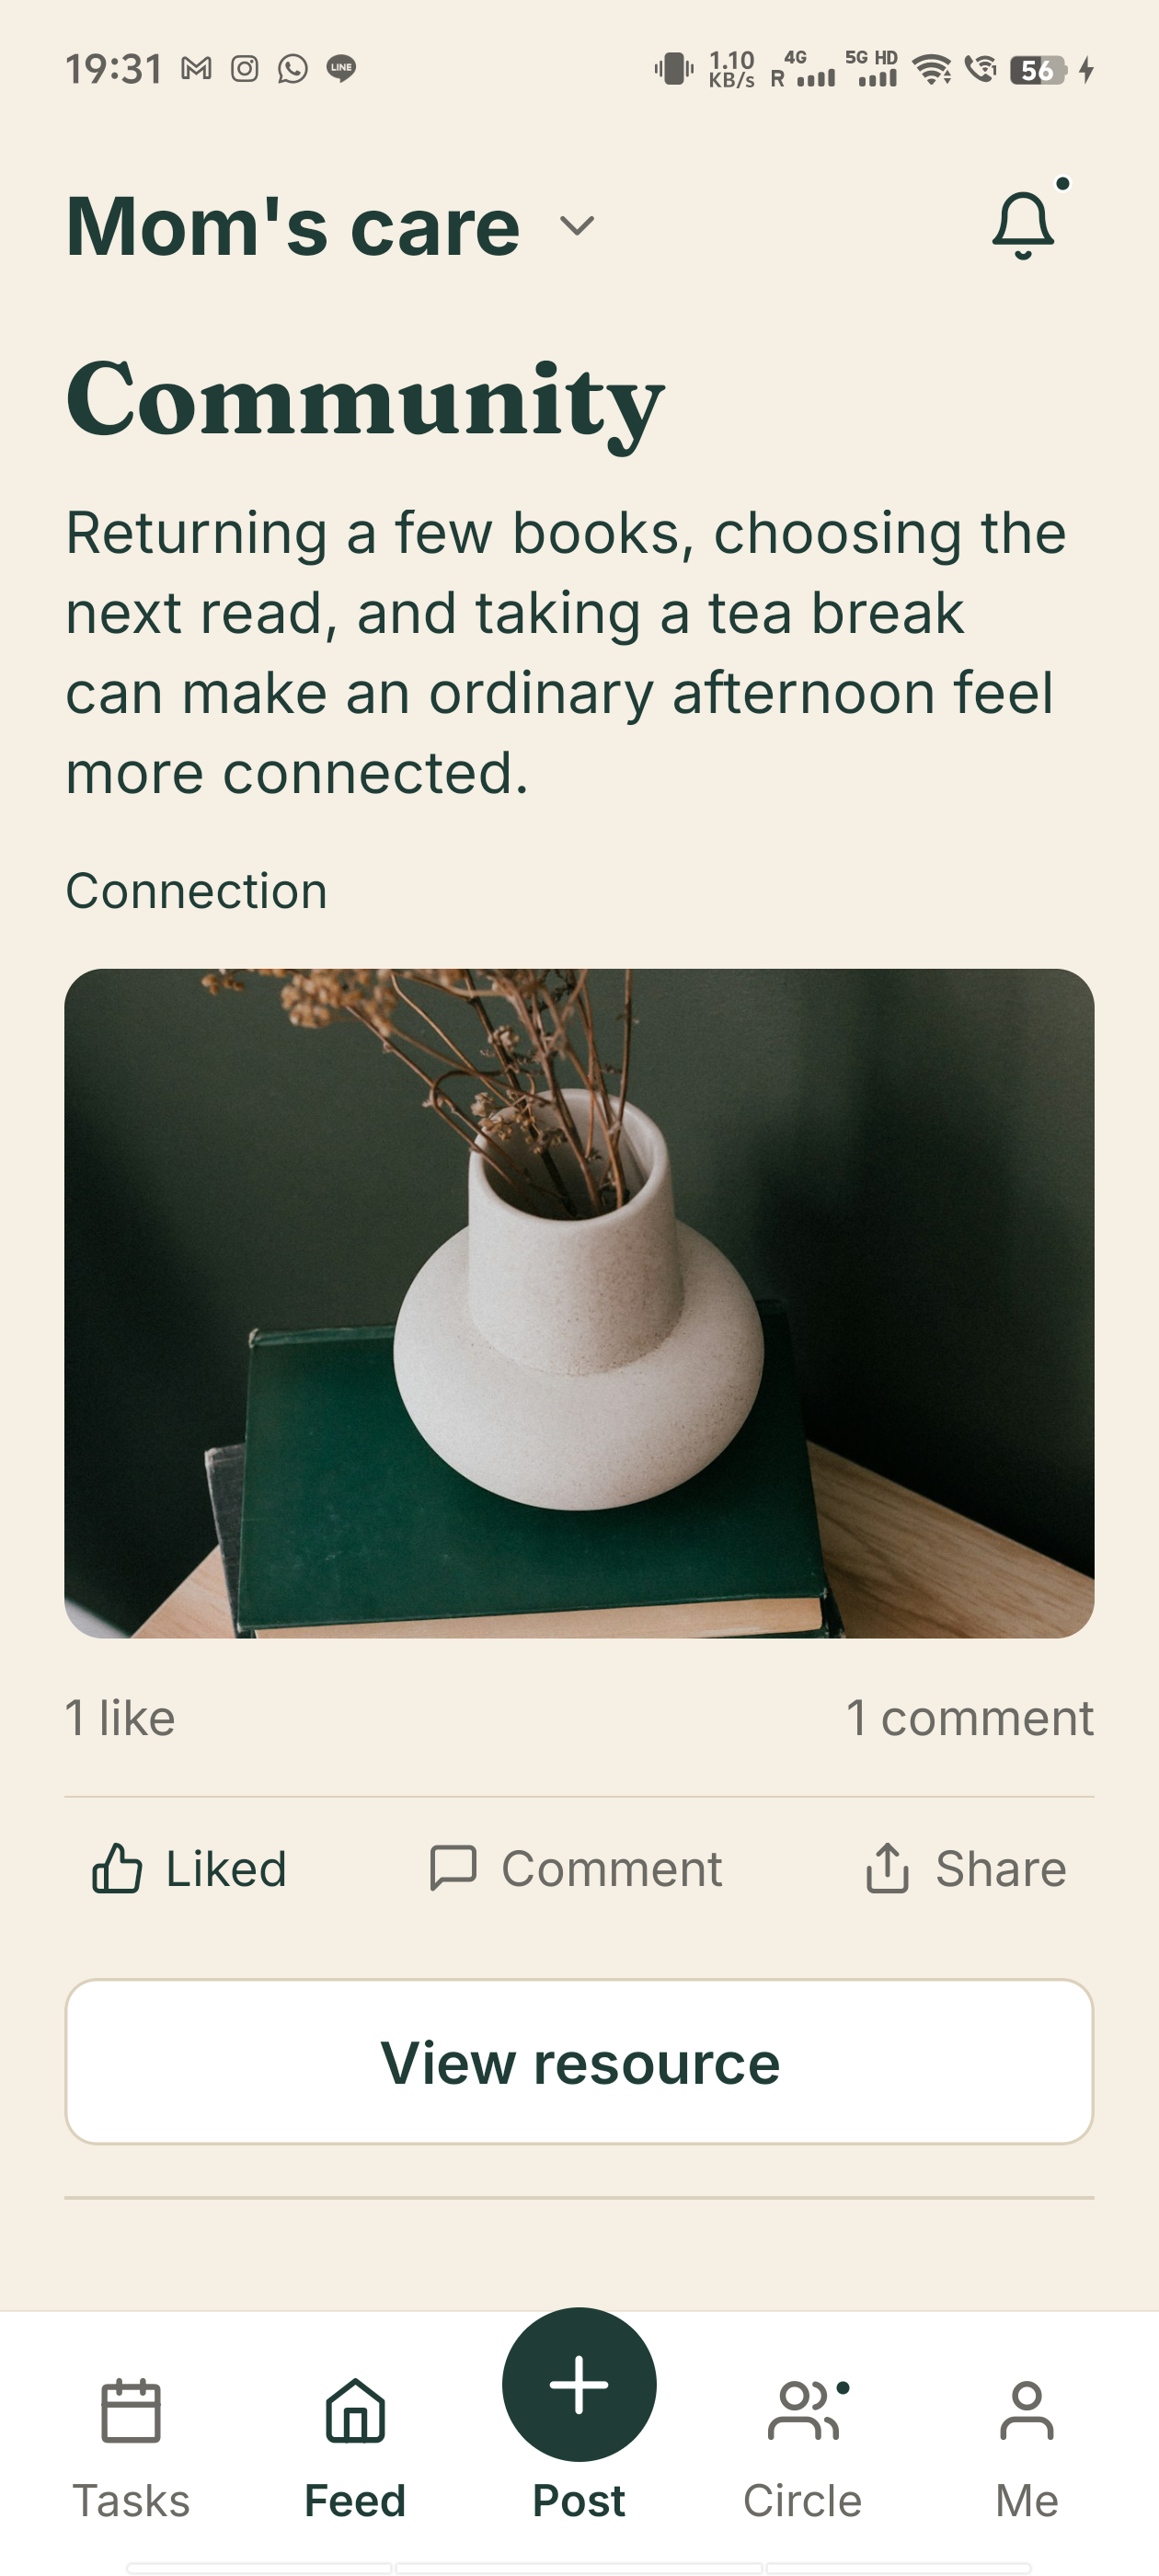 19:31
LINE
1.10
KB/s
R
4G
5G HD
56
Mom's care
Community
Returning a few books, choosing the
next read, and taking a tea break
can make an ordinary afternoon feel
more connected.
Connection
1 like
1 comment
Liked
Comment
Share
View resource
Tasks
Feed
Post
Circle
Me